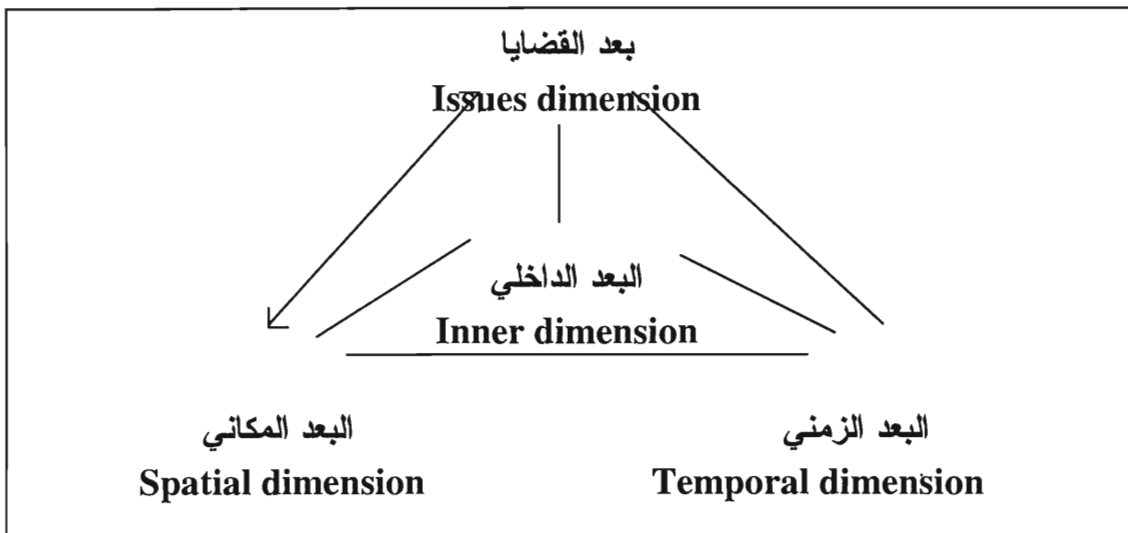 بعد القضايا
Issues dimension
البعد الداخلي
Inner dimension
البعد المكاني
Spatial dimension
البعد الزمني
Temporal dimension